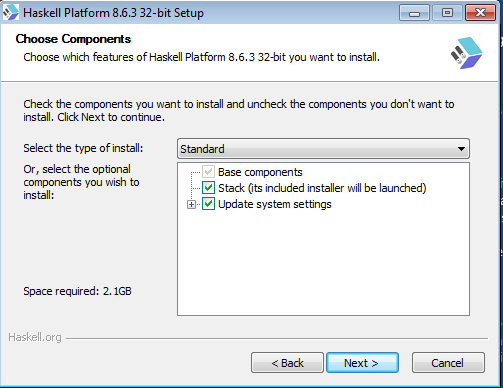 Haskell Platform 8.6.3 32-bit Setup
Choose Components
Choose which features of Haskell Platform 8.6.3 32-bit you want to install.
Check the components you want to install and uncheck the components you don't want to
install. Click Next to continue.
Select the type of install:
Standard
Or, select the optional
components you wish to
install:
Base components
Stack (its included installer will be launched)
Update system settings
Space required: 2.1GB
Haskell.org
< Back
Next >
Cancel